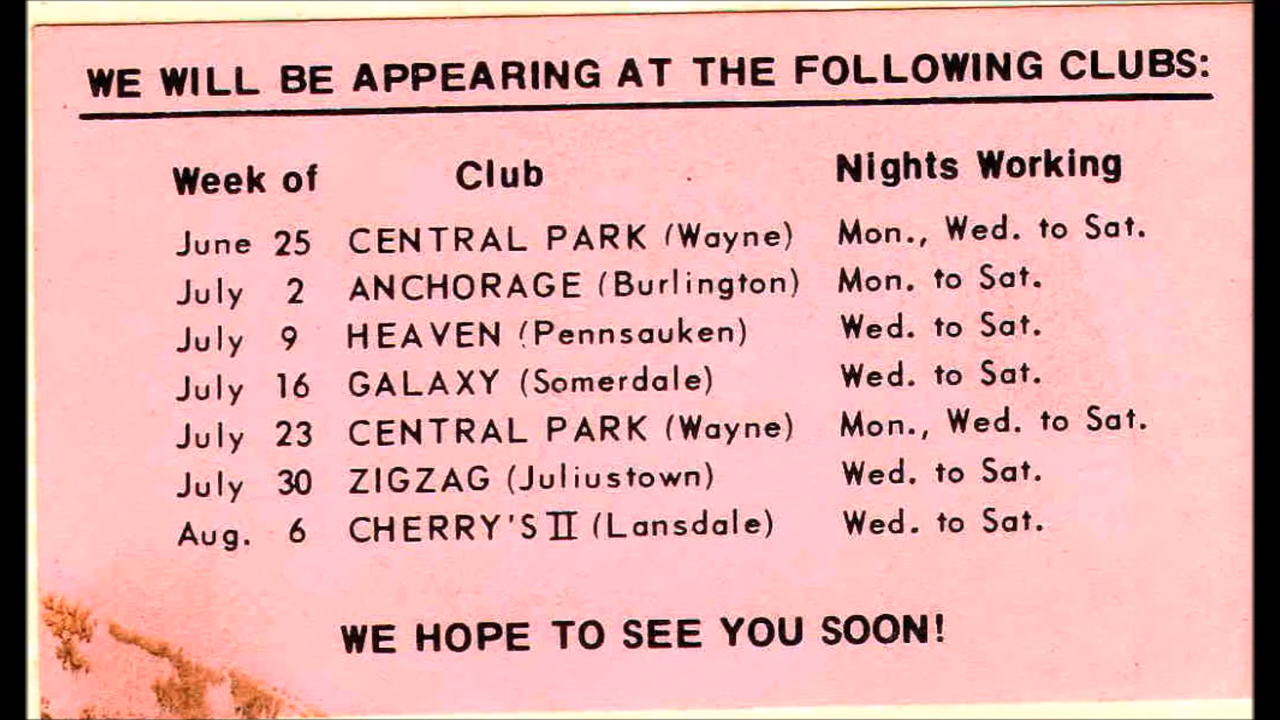 WE WILL BE APPEARING AT THE FOLLOWING CLUBS:
Week of Club Nights Working
June 25 CENTRAL PARK (Wayne) Mon., Wed. to Sat.
July 2 ANCHORAGE (Burlington) Mon. to Sat.
July 9 HEAVEN (Pennsauken) Wed. to Sat.
July 16 GALAXY (Somerdale) Wed. to Sat.
July 23 CENTRAL PARK (Wayne) Mon., Wed. to Sat.
July 30 ZIGZAG (Juliustown) Wed. to Sat.
Aug. 6 CHERRY'S II (Lansdale) Wed. to Sat.
WE HOPE TO SEE YOU SOON!